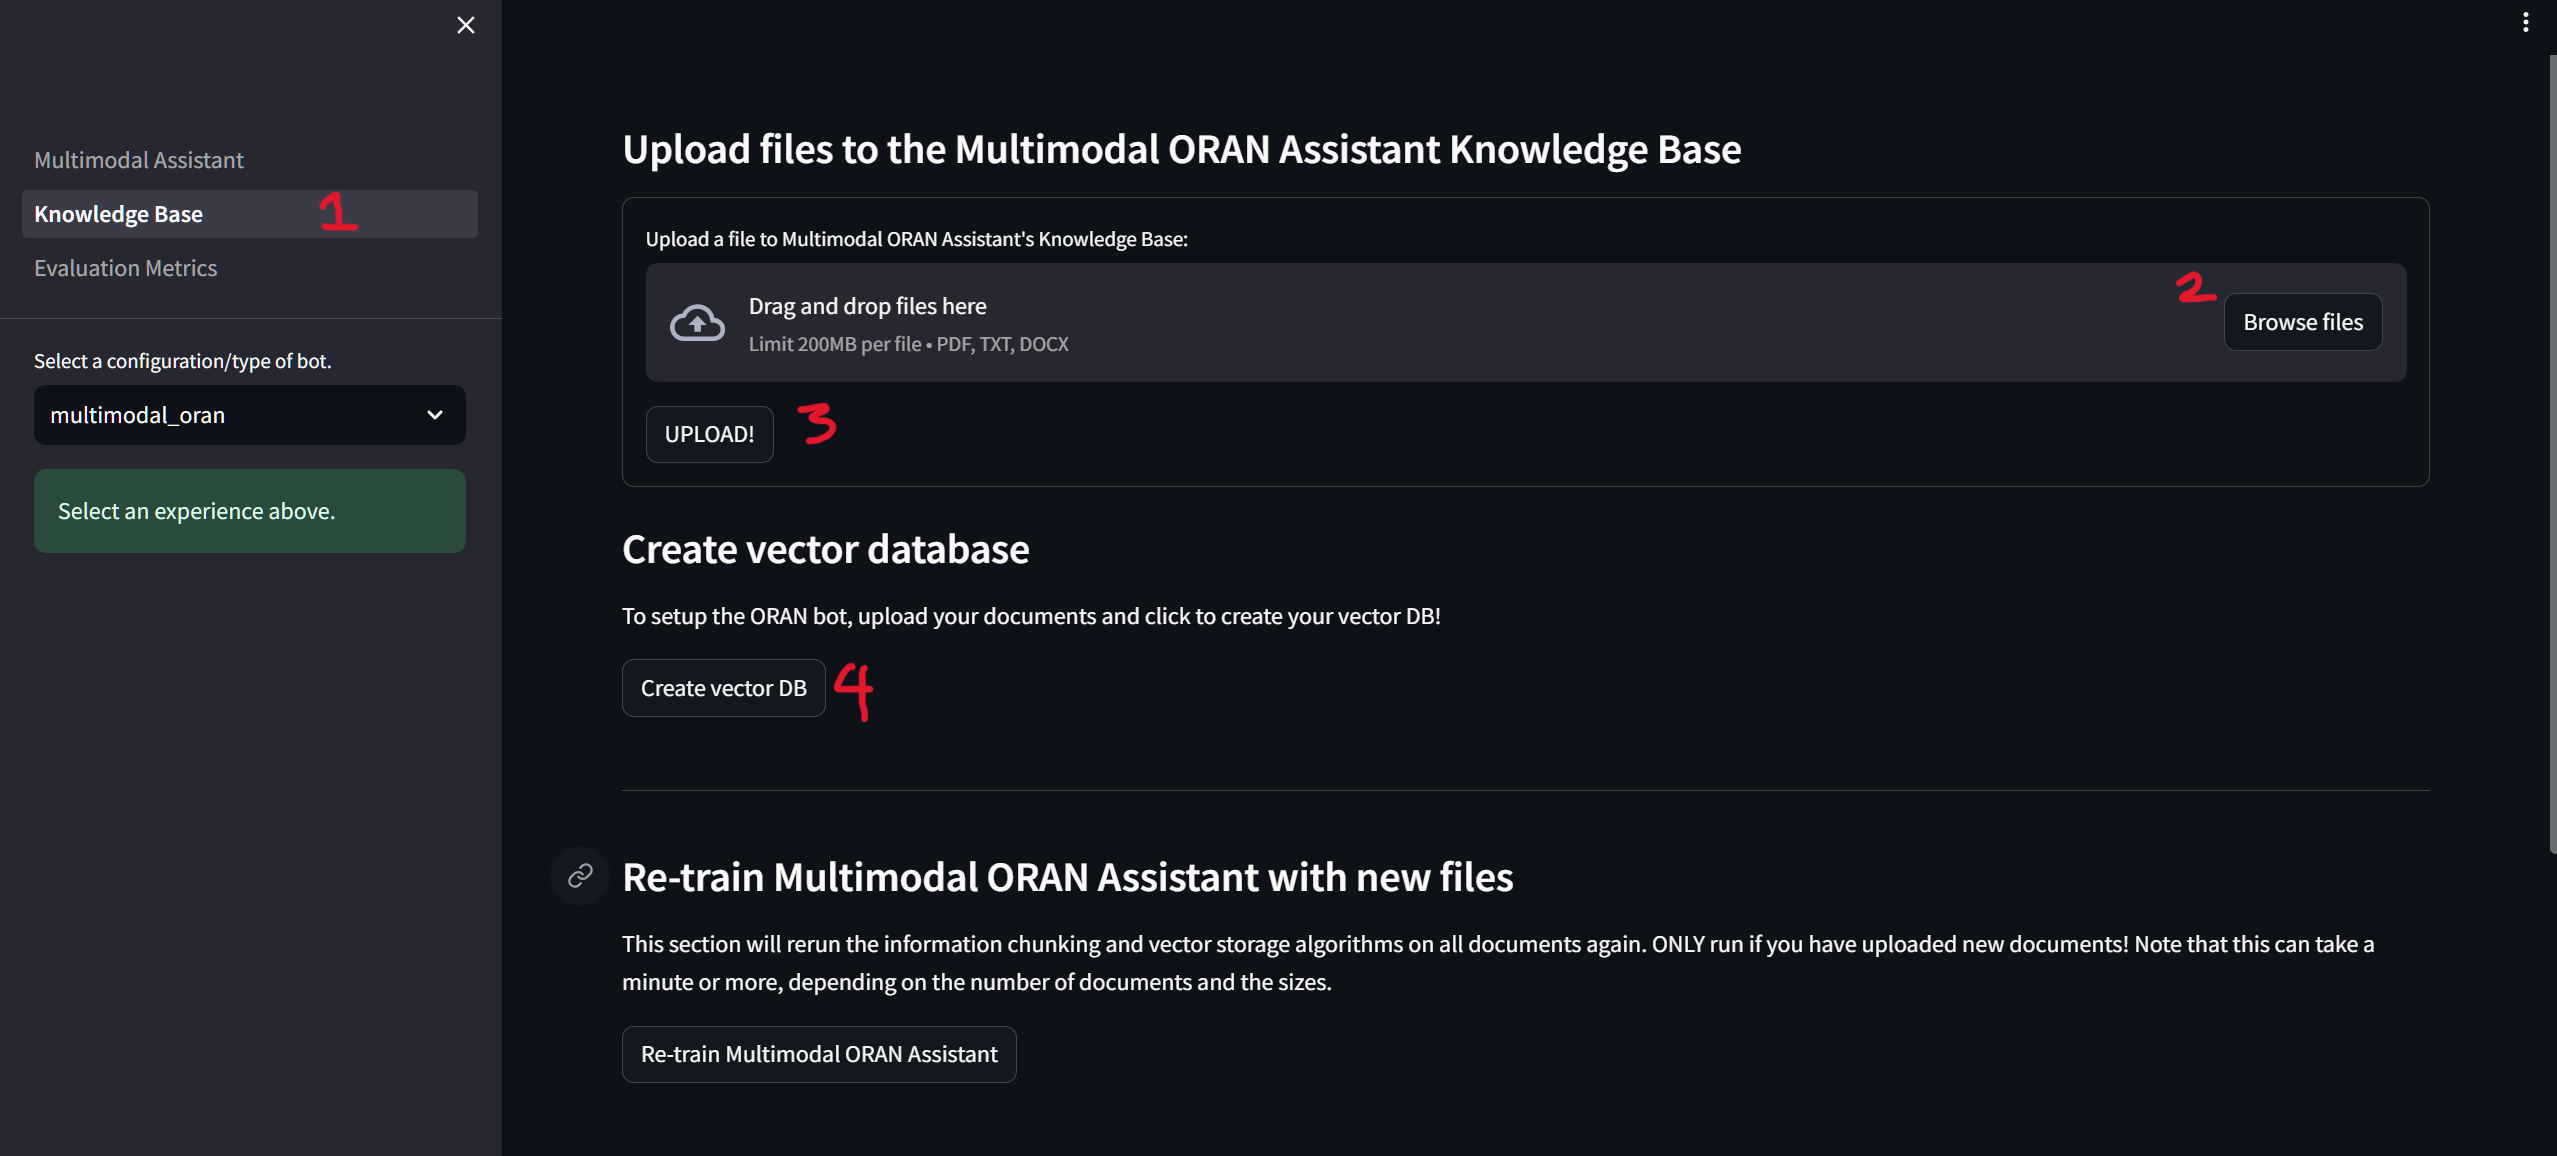 Multimodal Assistant
Knowledge Base 1
Evaluation Metrics
Select a configuration/type of bot.
multimodal_oran
Select an experience above.
Upload files to the Multimodal ORAN Assistant Knowledge Base
Upload a file to Multimodal ORAN Assistant's Knowledge Base:
Drag and drop files here
Limit 200MB per file • PDF, TXT, DOCX
2 Browse files
UPLOAD! 3
Create vector database
To setup the ORAN bot, upload your documents and click to create your vector DB!
Create vector DB 4
Re-train Multimodal ORAN Assistant with new files
This section will rerun the information chunking and vector storage algorithms on all documents again. ONLY run if you have uploaded new documents! Note that this can take a
minute or more, depending on the number of documents and the sizes.
Re-train Multimodal ORAN Assistant